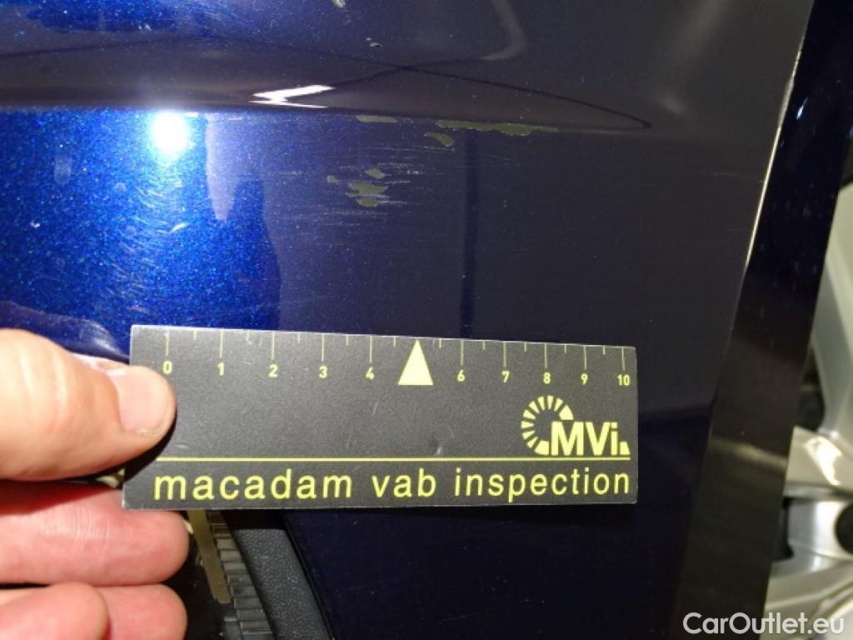 0 1 2 3 4 6 7 8 9 10
MVi
macadam vab inspection
CarOutlet.eu